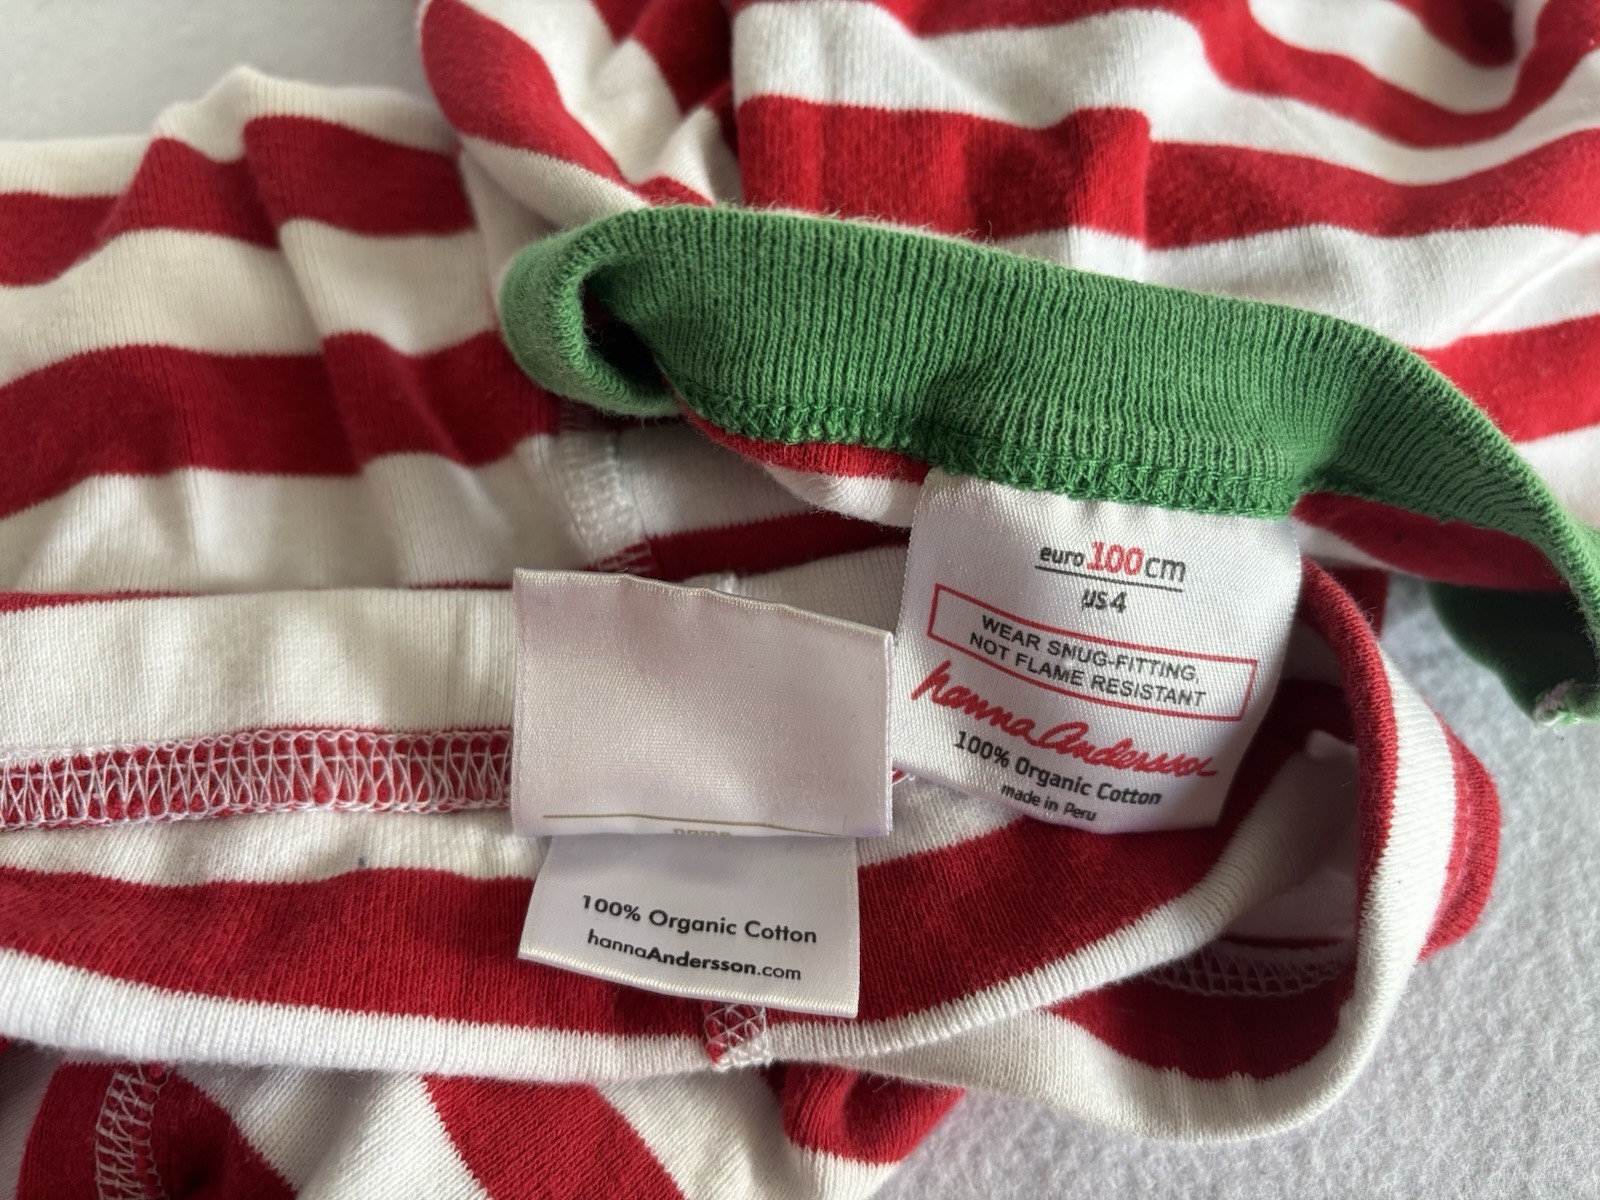 euro 100 cm
US 4
WEAR SNUG-FITTING,
NOT FLAME RESISTANT
hanna Andersson
100% Organic Cotton
made in Peru
name
100% Organic Cotton
hannaAndersson.com